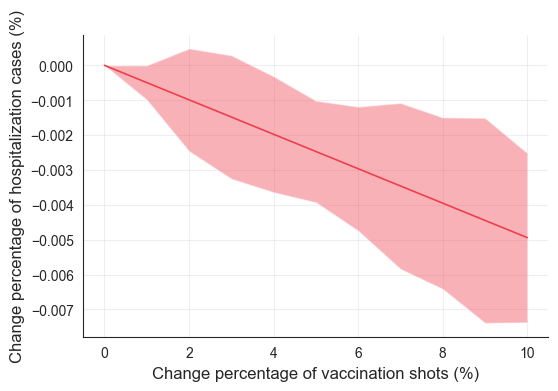 Change percentage of hospitalization cases (%)
0.000
−0.001
−0.002
−0.003
−0.004
−0.005
−0.006
−0.007
0 2 4 6 8 10
Change percentage of vaccination shots (%)